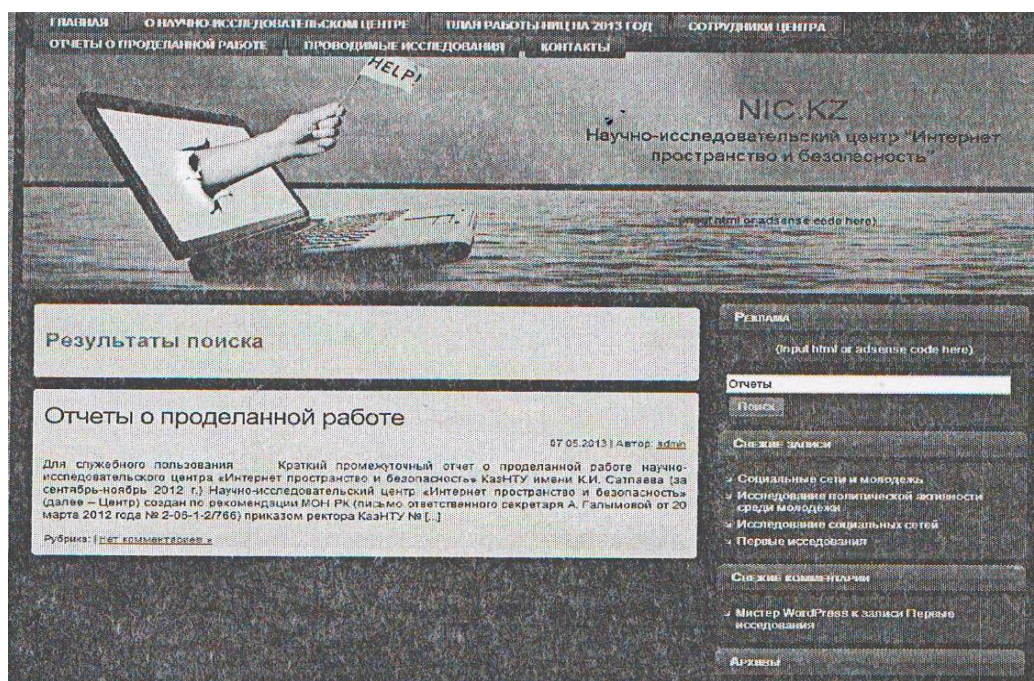 ГЛАВНАЯ О НАУЧНО-ИССЛЕДОВАТЕЛЬСКОМ ЦЕНТРЕ ПЛАН РАБОТЫ НИЦ НА 2013 ГОД СОТРУДНИКИ ЦЕНТРА
ОТЧЕТЫ О ПРОДЕЛАННОЙ РАБОТЕ ПРОВОДИМЫЕ ИССЛЕДОВАНИЯ КОНТАКТЫ
HELP!
NIC.KZ
Научно-исследовательский центр "Интернет
пространство и безопасность"
(input html or adsense code here)
Результаты поиска
Отчеты о проделанной работе
07.05.2013 | Автор: admin
Для служебного пользования Краткий промежуточный отчет о проделанной работе научно-
исследовательского центра «Интернет пространство и безопасность» КазНТУ имени К.И. Сатпаева (за
сентябрь-ноябрь 2012 г.) Научно-исследовательский центр «Интернет пространство и безопасность»
(далее – Центр) создан по рекомендации МОН РК (письмо ответственного секретаря А. Галымовой от 20
марта 2012 года № 2-05-1-2/766) приказом ректора КазНТУ № [...]
Рубрика: | Нет комментариев »
РЕКЛАМА
(Input html or adsense code here)
Отчеты
Поиск
СВЕЖИЕ ЗАПИСИ
Социальные сети и молодежь
Исследование политической активности
среди молодежи
Исследование социальных сетей
Первые исседования
СВЕЖИЕ КОММЕНТАРИИ
Мистер WordPress к записи Первые
исседования
АРХИВЫ